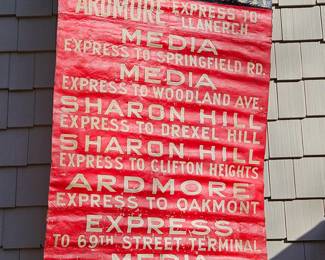 ARDMORE EXPRESS TO
LLANERCH
MEDIA
EXPRESS TO SPRINGFIELD RD.
MEDIA
EXPRESS TO WOODLAND AVE.
SHARON HILL
EXPRESS TO DREXEL HILL
SHARON HILL
EXPRESS TO CLIFTON HEIGHTS
ARDMORE
EXPRESS TO OAKMONT
EXPRESS
TO 69TH STREET TERMINAL
MEDIA